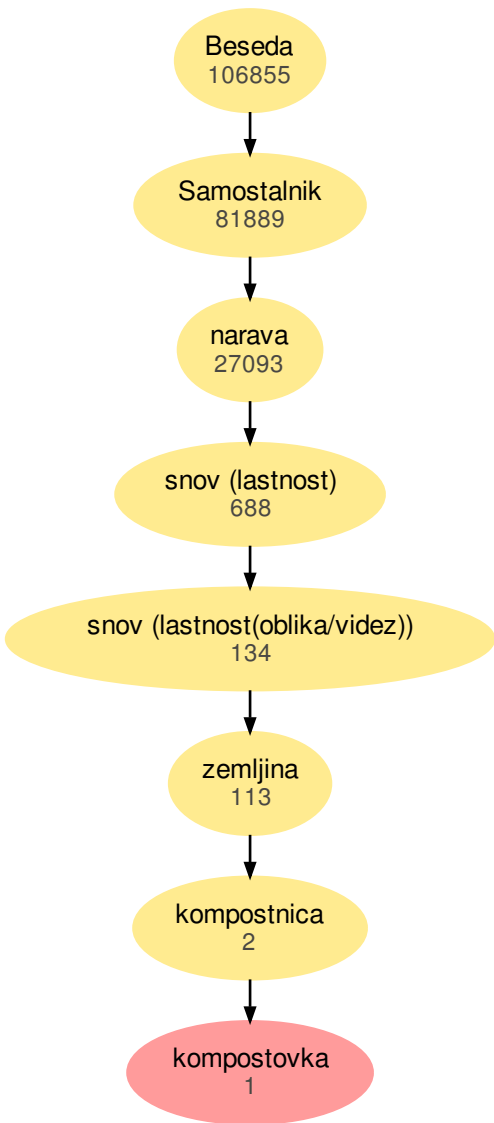 Beseda
106855
Samostalnik
81889
narava
27093
snov (lastnost)
688
snov (lastnost(oblika/videz))
134
zemljina
113
kompostnica
2
kompostovka
1